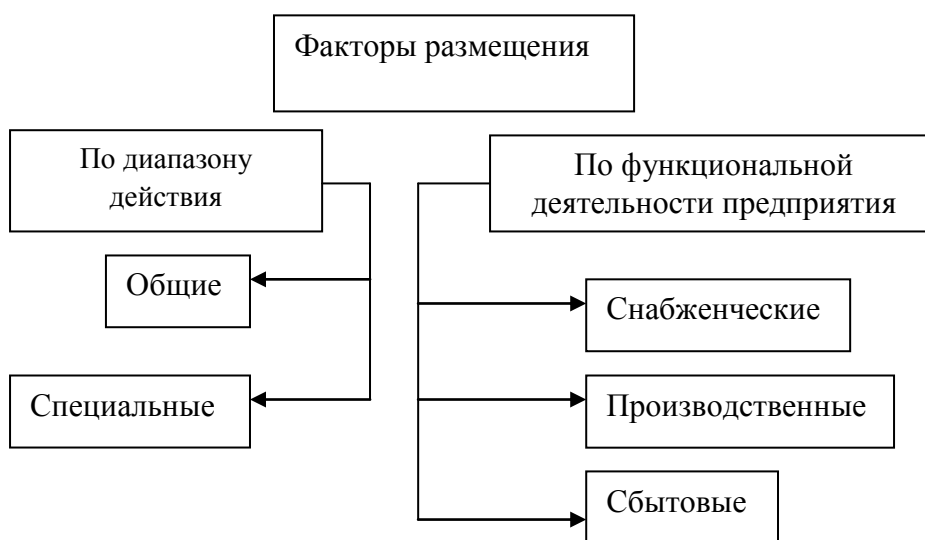 Факторы размещения
По диапазону
действия
По функциональной
деятельности предприятия
Общие
Снабженческие
Специальные
Производственные
Сбытовые